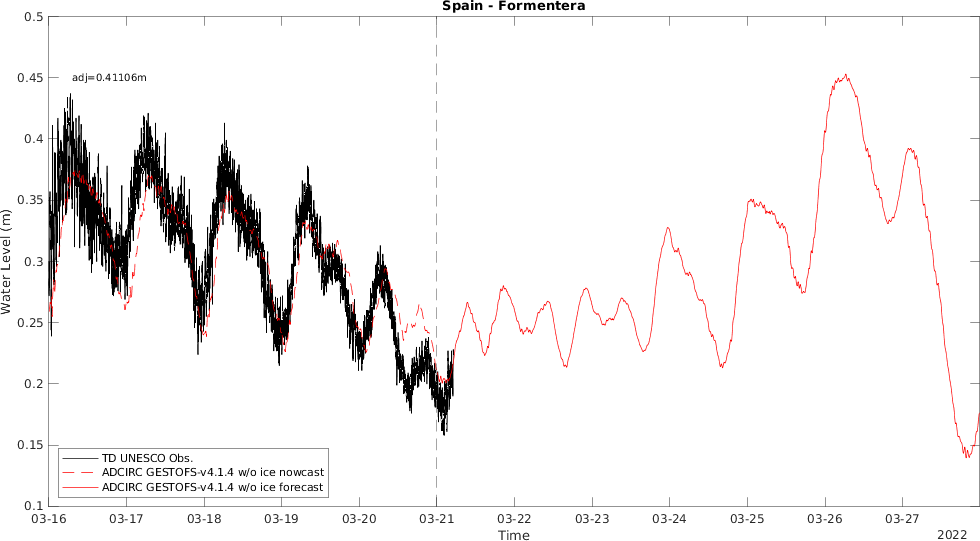 Spain - Formentera
0.5
0.45
0.4
0.35
0.3
0.25
0.2
0.15
0.1
Water Level (m)
adj=0.41106m
TD UNESCO Obs.
ADCIRC GESTOFS-v4.1.4 w/o ice nowcast
ADCIRC GESTOFS-v4.1.4 w/o ice forecast
03-16 03-17 03-18 03-19 03-20 03-21 03-22 03-23 03-24 03-25 03-26 03-27
Time
2022